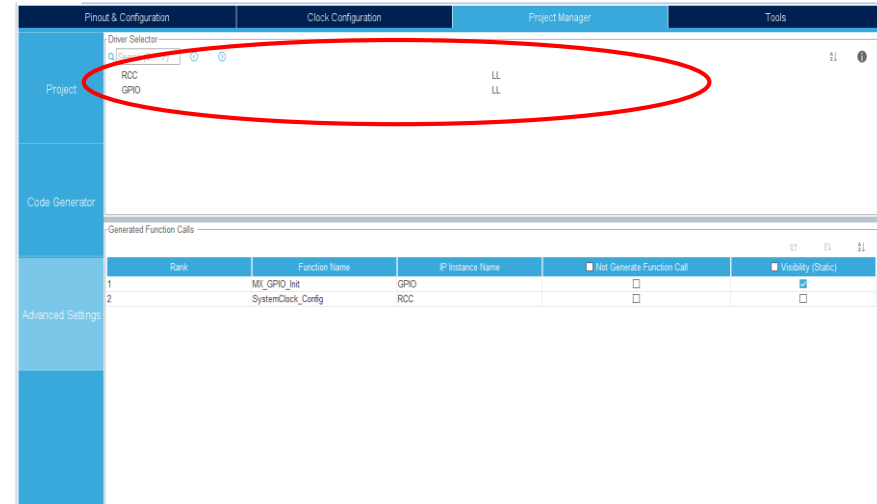 Pinout & Configuration Clock Configuration Project Manager Tools
Driver Selector
RCC LL
GPIO LL
Project
Code Generator
Advanced Settings
Generated Function Calls
Rank Function Name IP Instance Name Not Generate Function Call Visibility (Static)
1 MX_GPIO_Init GPIO
2 SystemClock_Config RCC